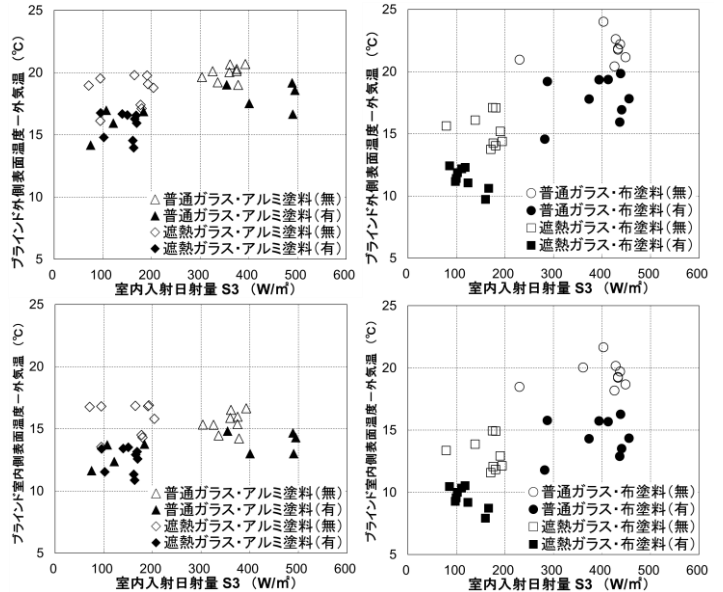 ブラインド外側表面温度－外気温（℃）
25
20
15
10
5
0 100 200 300 400 500 600
室内入射日射量 S3 （W/㎡）
普通ガラス・アルミ塗料（無）
普通ガラス・アルミ塗料（有）
遮熱ガラス・アルミ塗料（無）
遮熱ガラス・アルミ塗料（有）
ブラインド外側表面温度－外気温（℃）
25
20
15
10
5
0 100 200 300 400 500 600
室内入射日射量 S3 （W/㎡）
普通ガラス・布塗料（無）
普通ガラス・布塗料（有）
遮熱ガラス・布塗料（無）
遮熱ガラス・布塗料（有）
ブラインド室内側表面温度－外気温（℃）
25
20
15
10
5
0 100 200 300 400 500 600
室内入射日射量 S3 （W/㎡）
普通ガラス・アルミ塗料（無）
普通ガラス・アルミ塗料（有）
遮熱ガラス・アルミ塗料（無）
遮熱ガラス・アルミ塗料（有）
ブラインド室内側表面温度－外気温（℃）
25
20
15
10
5
0 100 200 300 400 500 600
室内入射日射量 S3 （W/㎡）
普通ガラス・布塗料（無）
普通ガラス・布塗料（有）
遮熱ガラス・布塗料（無）
遮熱ガラス・布塗料（有）